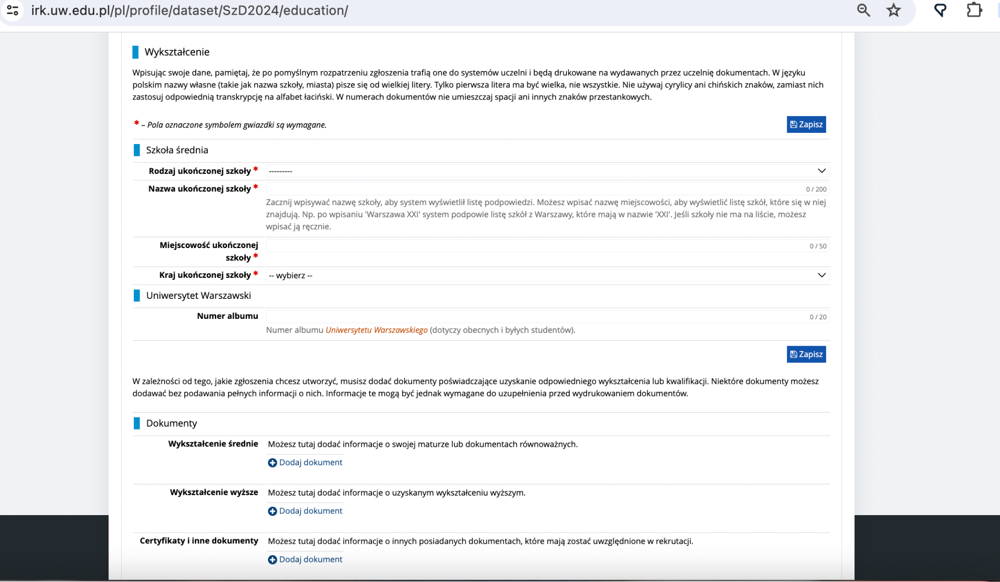 irk.uw.edu.pl/pl/profile/dataset/SzD2024/education/
Wykształcenie
Wpisując swoje dane, pamiętaj, że po pomyślnym rozpatrzeniu zgłoszenia trafią one do systemów uczelni i będą drukowane na wydawanych przez uczelnię dokumentach. W języku
polskim nazwy własne (takie jak nazwa szkoły, miasta) pisze się od wielkiej litery. Tylko pierwsza litera ma być wielka, nie wszystkie. Nie używaj cyrylicy ani chińskich znaków, zamiast nich
zastosuj odpowiednią transkrypcję na alfabet łaciński. W numerach dokumentów nie umieszczaj spacji ani innych znaków przestankowych.
* – Pola oznaczone symbolem gwiazdki są wymagane.
Zapisz
Szkoła średnia
Rodzaj ukończonej szkoły * ---------
Nazwa ukończonej szkoły * 0 / 200
Zacznij wpisywać nazwę szkoły, aby system wyświetlił listę podpowiedzi. Możesz wpisać nazwę miejscowości, aby wyświetlić listę szkół, które się w niej
znajdują. Np. po wpisaniu 'Warszawa XXI' system podpowie listę szkół z Warszawy, które mają w nazwie 'XXI'. Jeśli szkoły nie ma na liście, możesz
wpisać ją ręcznie.
Miejscowość ukończonej
szkoły * 0 / 50
Kraj ukończonej szkoły * -- wybierz --
Uniwersytet Warszawski
Numer albumu 0 / 20
Numer albumu Uniwersytetu Warszawskiego (dotyczy obecnych i byłych studentów).
Zapisz
W zależności od tego, jakie zgłoszenia chcesz utworzyć, musisz dodać dokumenty poświadczające uzyskanie odpowiedniego wykształcenia lub kwalifikacji. Niektóre dokumenty możesz
dodawać bez podawania pełnych informacji o nich. Informacje te mogą być jednak wymagane do uzupełnienia przed wydrukowaniem dokumentów.
Dokumenty
Wykształcenie średnie Możesz tutaj dodać informacje o swojej maturze lub dokumentach równoważnych.
Dodaj dokument
Wykształcenie wyższe Możesz tutaj dodać informacje o uzyskanym wykształceniu wyższym.
Dodaj dokument
Certyfikaty i inne dokumenty Możesz tutaj dodać informacje o innych posiadanych dokumentach, które mają zostać uwzględnione w rekrutacji.
Dodaj dokument